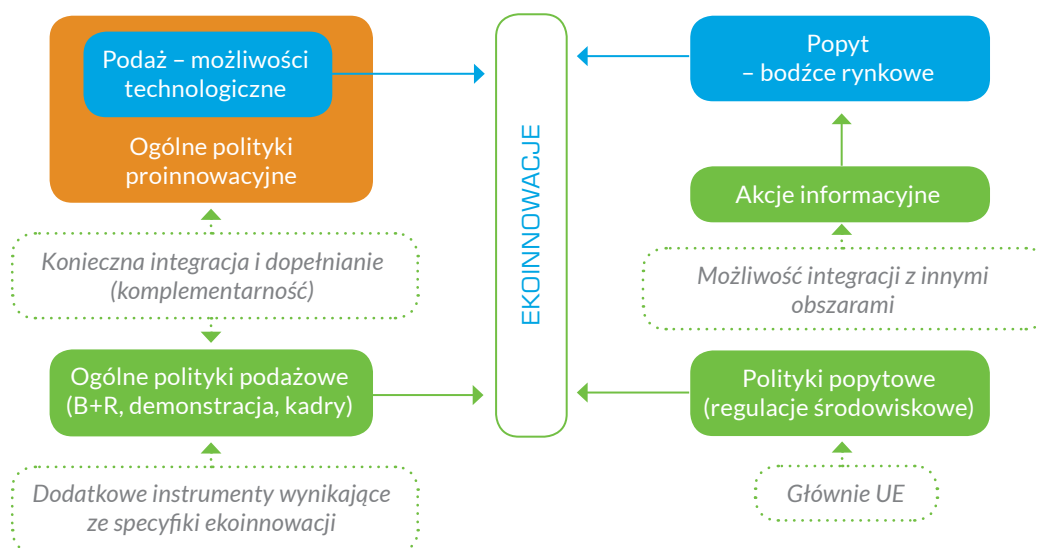 Podaż – możliwości
technologiczne
Ogólne polityki
proinnowacyjne
Konieczna integracja i dopełnianie
(komplementarność)
Ogólne polityki podażowe
(B+R, demonstracja, kadry)
Dodatkowe instrumenty wynikające
ze specyfiki ekoinnowacji
EKOINNOWACJE
Popyt
– bodźce rynkowe
Akcje informacyjne
Możliwość integracji z innymi
obszarami
Polityki popytowe
(regulacje środowiskowe)
Głównie UE